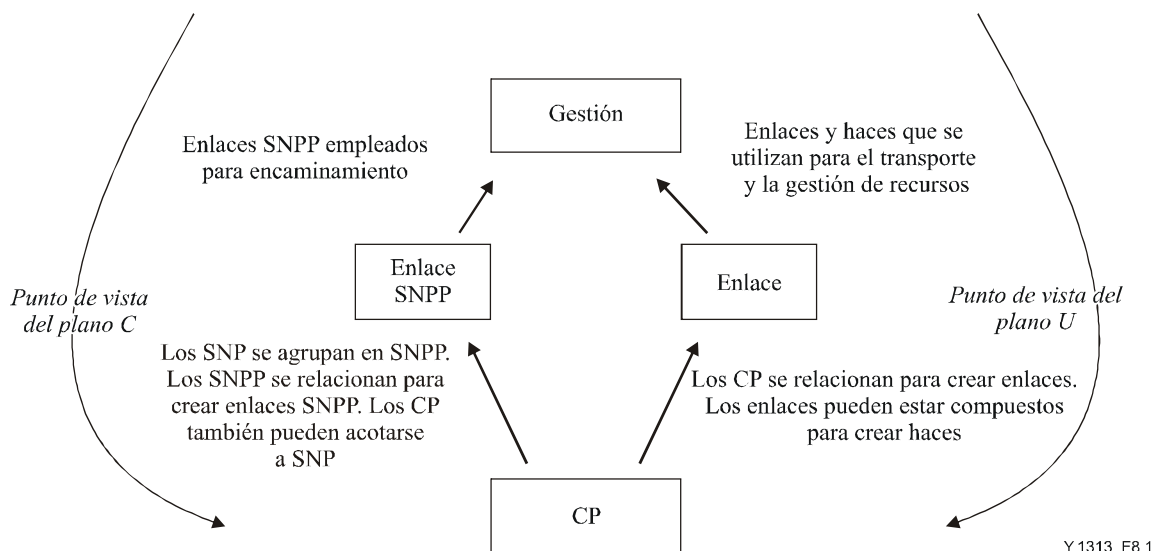 Gestión
Enlaces SNPP empleados
para encaminamiento
Enlaces y haces que se
utilizan para el transporte
y la gestión de recursos
Enlace
SNPP
Enlace
Punto de vista
del plano C
Punto de vista del
plano U
Los SNP se agrupan en SNPP.
Los SNPP se relacionan para
crear enlaces SNPP. Los CP
también pueden acotarse
a SNP
Los CP se relacionan para crear enlaces.
Los enlaces pueden estar compuestos
para crear haces
CP
Y.1313_F8.1